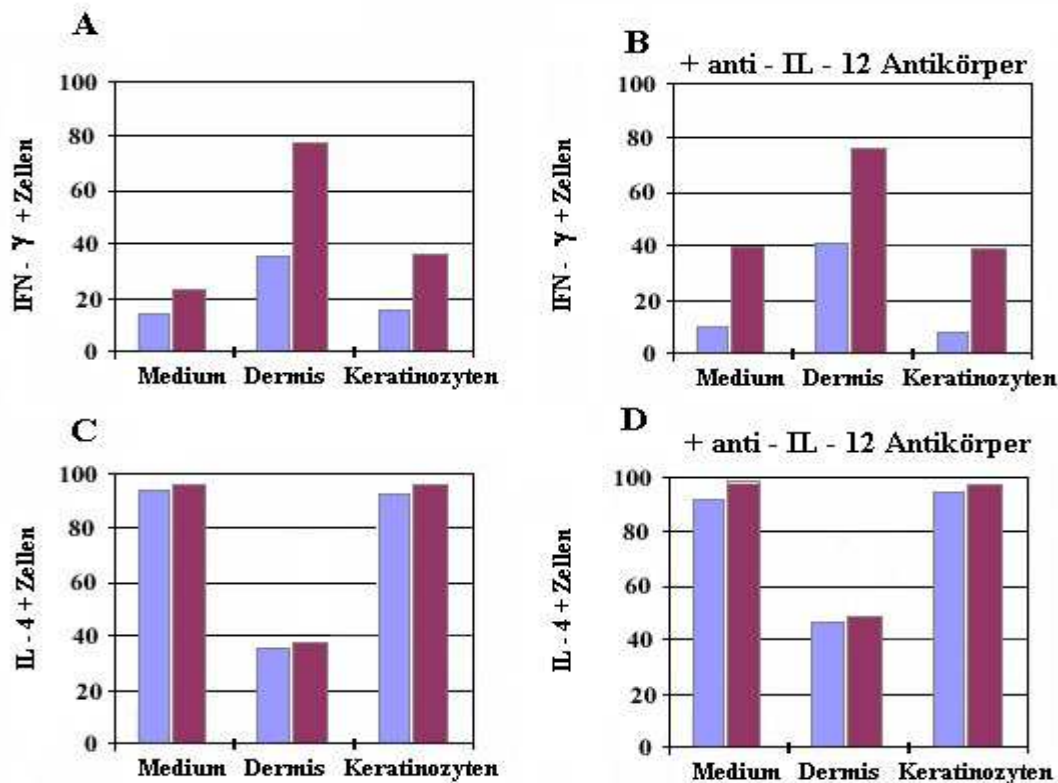 A
100
80
60
40
20
0
IFN - γ + Zellen
Medium Dermis Keratinozyten
B
+ anti - IL - 12 Antikörper
100
80
60
40
20
0
IFN - γ + Zellen
Medium Dermis Keratinozyten
C
100
80
60
40
20
0
IL - 4 + Zellen
Medium Dermis Keratinozyten
D
+ anti - IL - 12 Antikörper
100
80
60
40
20
0
IL - 4 + Zellen
Medium Dermis Keratinozyten